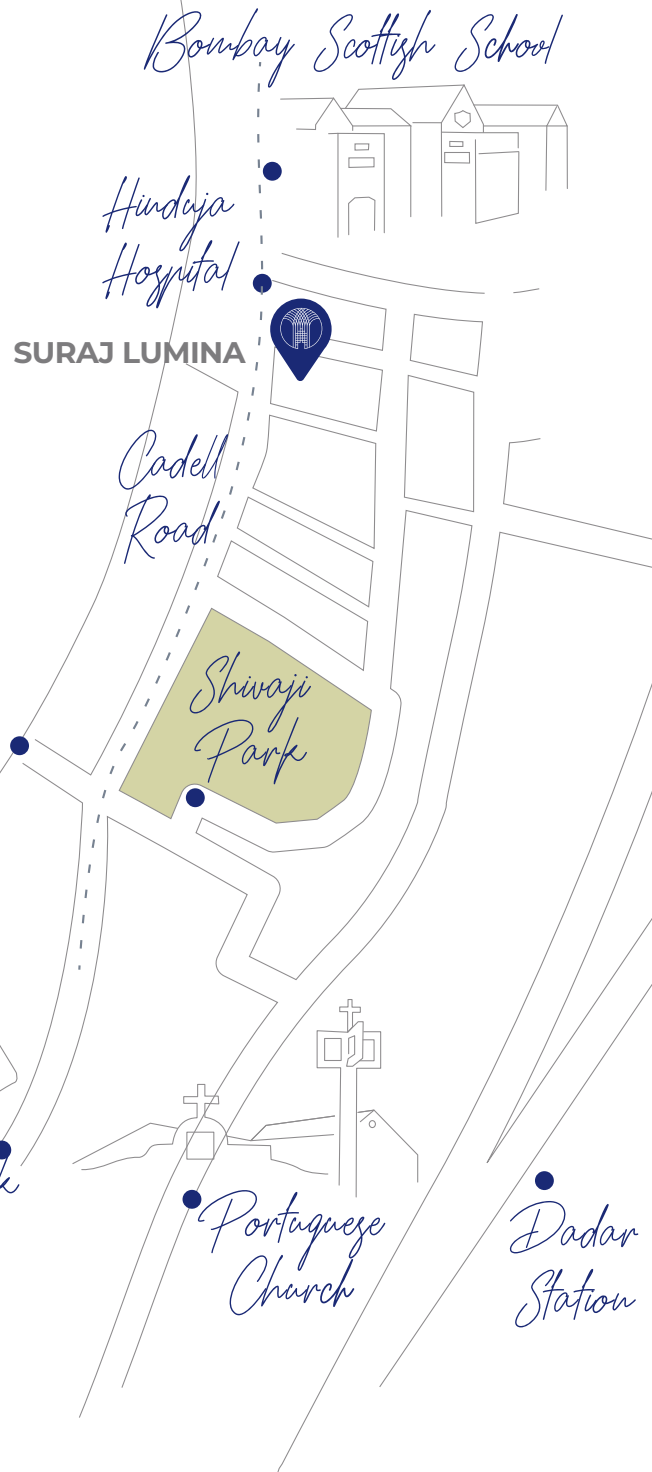 Bombay Scottish School
Hinduja
Hospital
SURAJ LUMINA
Cadell
Road
Shivaji
Park
Portuguese
Church
Dadar
Station